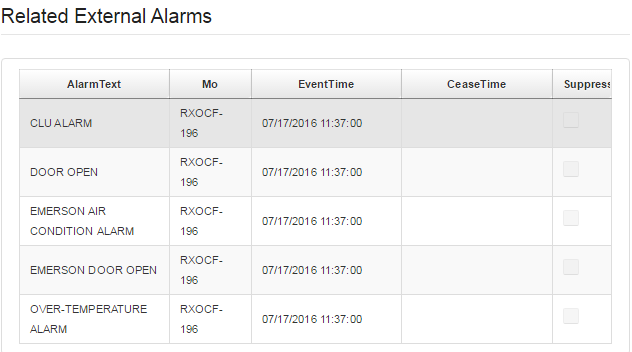 Related External Alarms
AlarmText Mo EventTime CeaseTime Suppress
CLU ALARM RXOCF-
196 07/17/2016 11:37:00
DOOR OPEN RXOCF-
196 07/17/2016 11:37:00
EMERSON AIR
CONDITION ALARM RXOCF-
196 07/17/2016 11:37:00
EMERSON DOOR OPEN RXOCF-
196 07/17/2016 11:37:00
OVER-TEMPERATURE
ALARM RXOCF-
196 07/17/2016 11:37:00